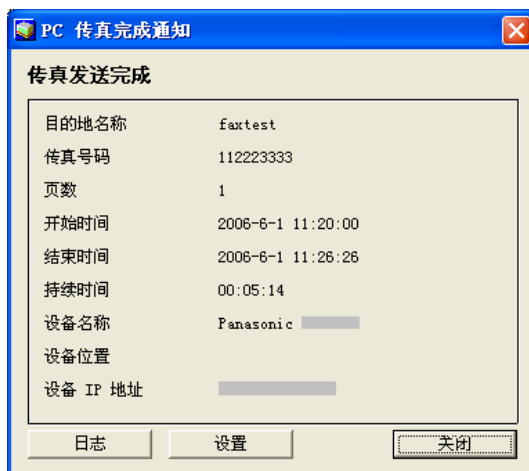 PC 传真完成通知
传真发送完成
目的地名称 faxtest
传真号码 112223333
页数 1
开始时间 2006-6-1 11:20:00
结束时间 2006-6-1 11:26:26
持续时间 00:05:14
设备名称 Panasonic
设备位置
设备 IP 地址
日志 设置 关闭